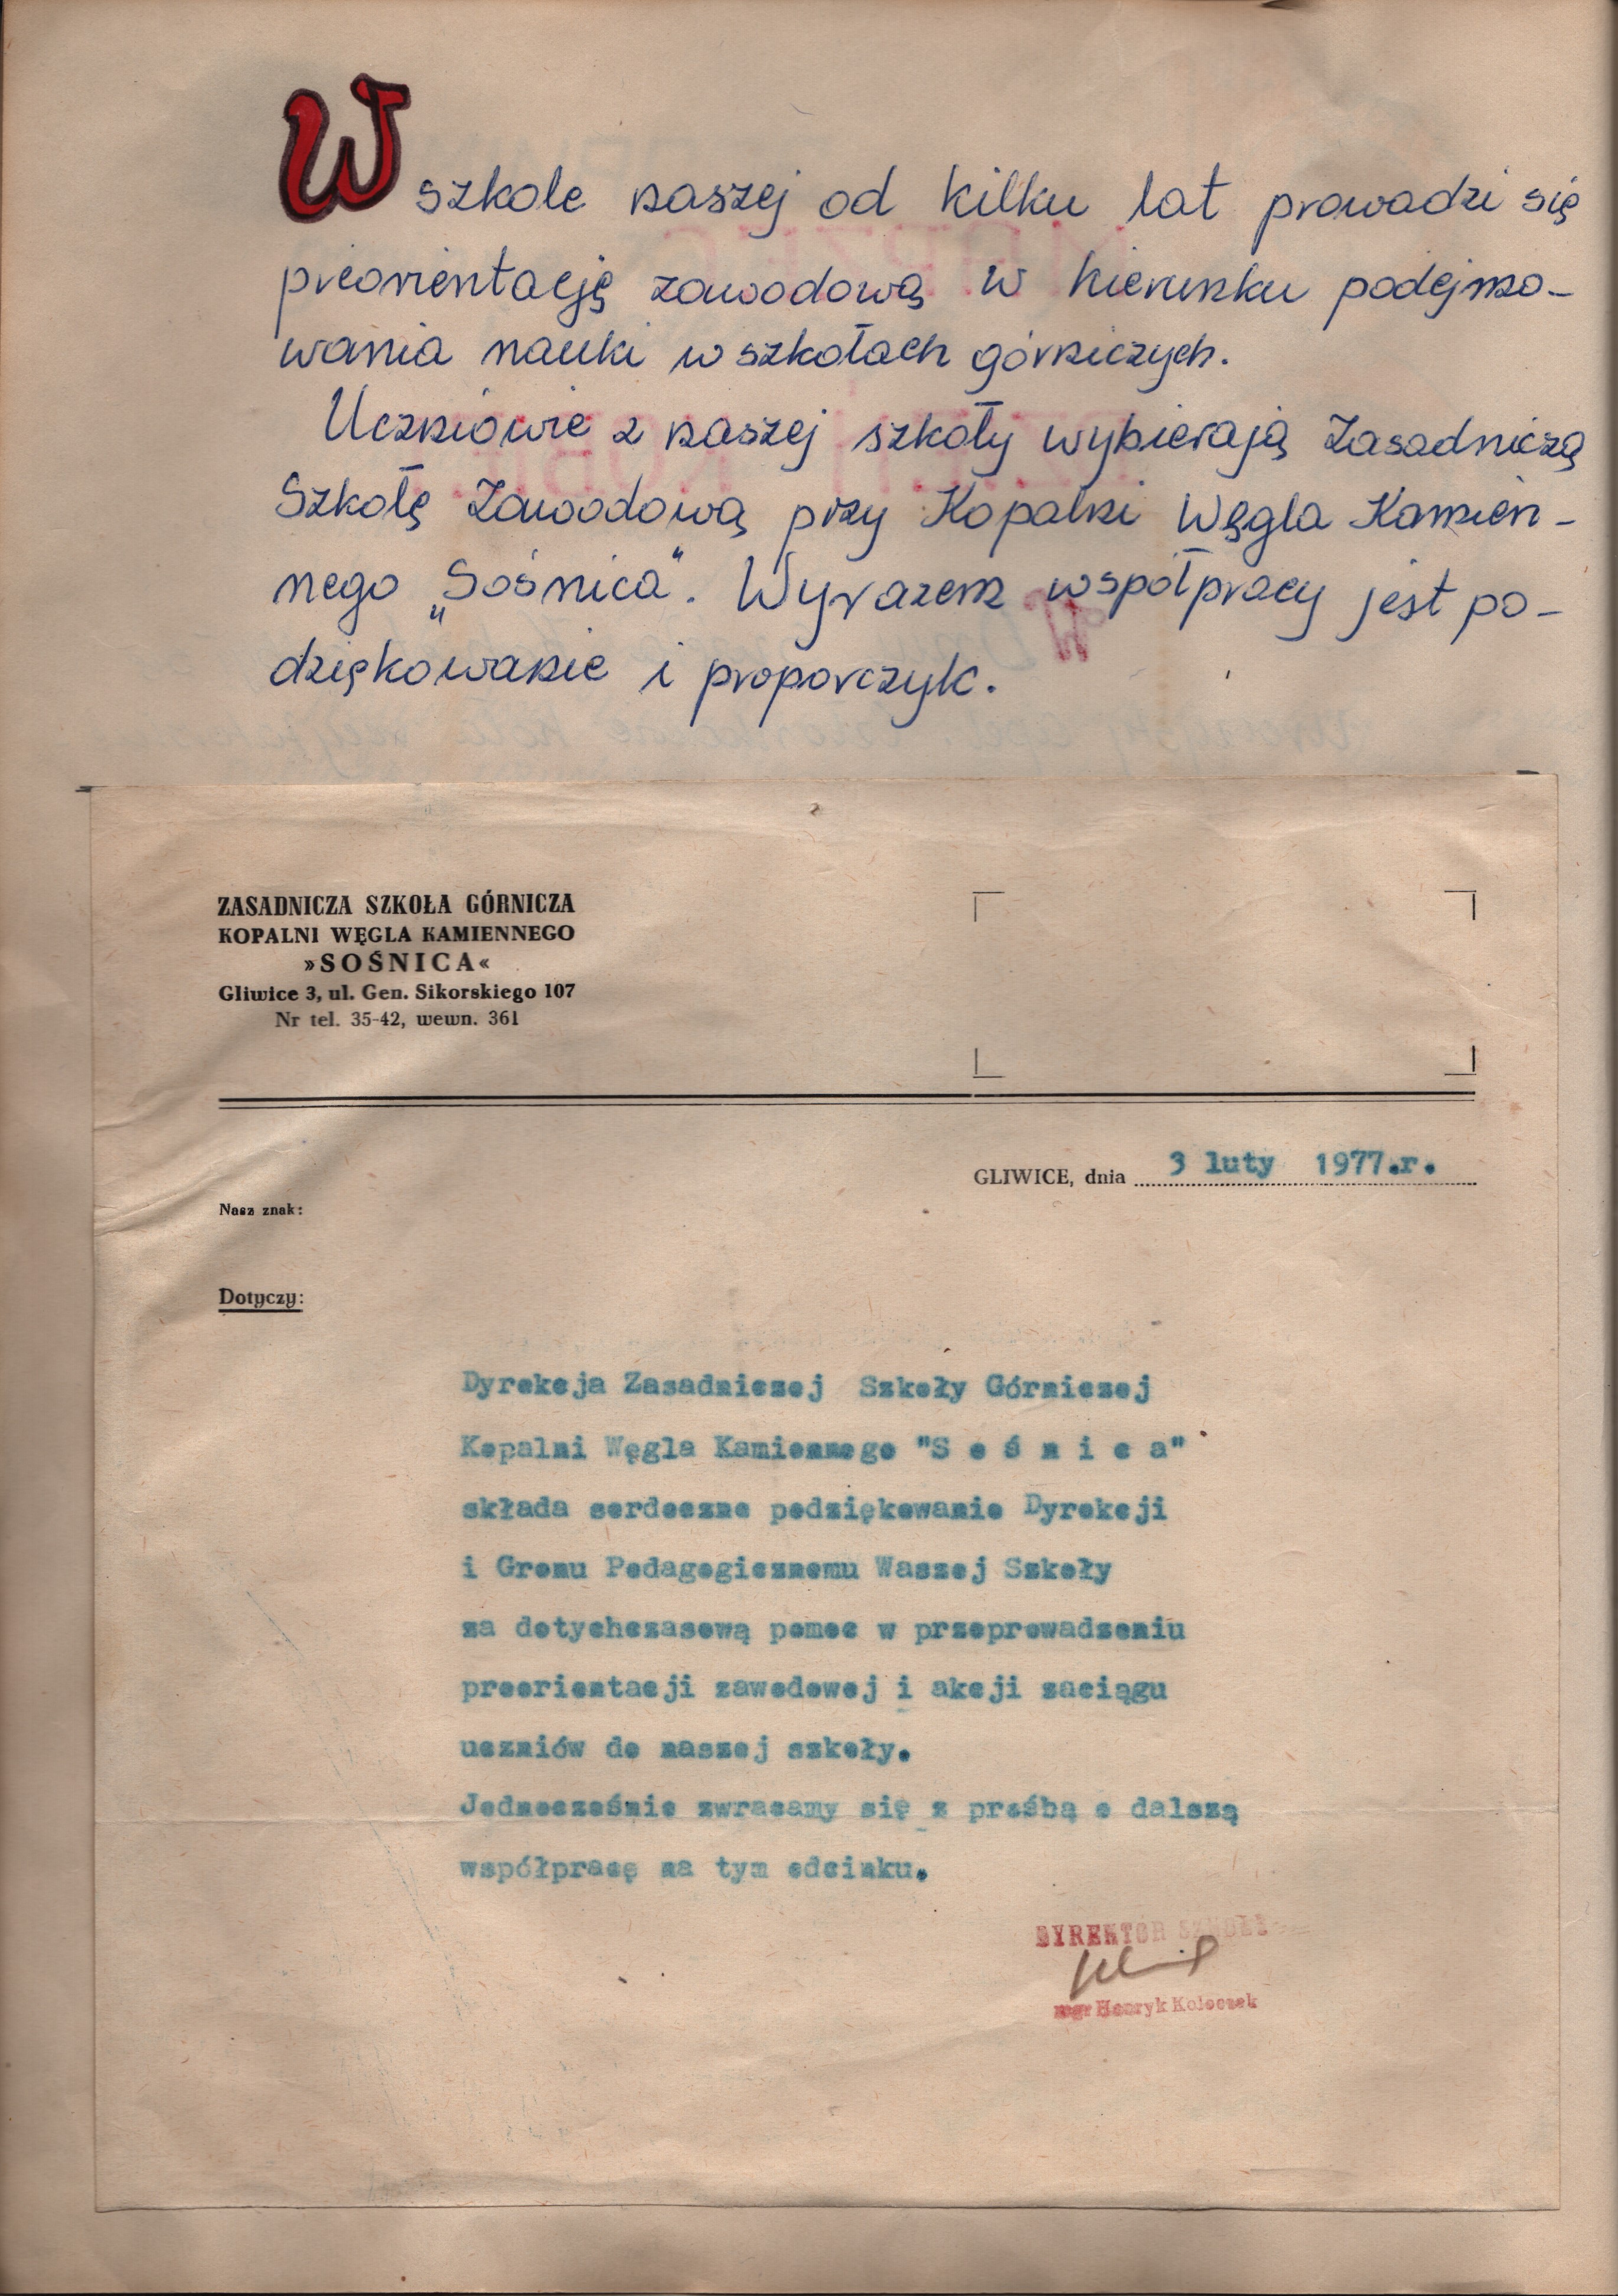 W szkole naszej od kilku lat prowadzi się
preorientację zawodową w kierunku podejmo-
wania nauki w szkołach górniczych.
Uczniowie z naszej szkoły wybierają Zasadniczą
Szkołę Zawodową przy Kopalni Węgla Kamien-
nego „Sośnica". Wyrazem współpracy jest po-
dziękowanie i proporczyk.
ZASADNICZA SZKOŁA GÓRNICZA
KOPALNI WĘGLA KAMIENNEGO
»SOŚNICA«
Gliwice 3, ul. Gen. Sikorskiego 107
Nr tel. 35-42, wewn. 361
GLIWICE, dnia 3 luty 1977.r.
Nasz znak:
Dotyczy:
Dyrekcja Zasadniczej Szkoły Górniczej
Kopalni Węgla Kamiennego "S o ś n i c a"
składa serdeczne podziękowanie Dyrekcji
i Gronu Pedagogicznemu Waszej Szkoły
za dotychczasową pomoc w przeprowadzeniu
preorientacji zawodowej i akcji zaciągu
uczniów do naszej szkoły.
Jednocześnie zwracamy się z prośbą o dalszą
współpracę na tym odcinku.
DYREKTOR SZKOŁY
mgr Henryk Kołoczek